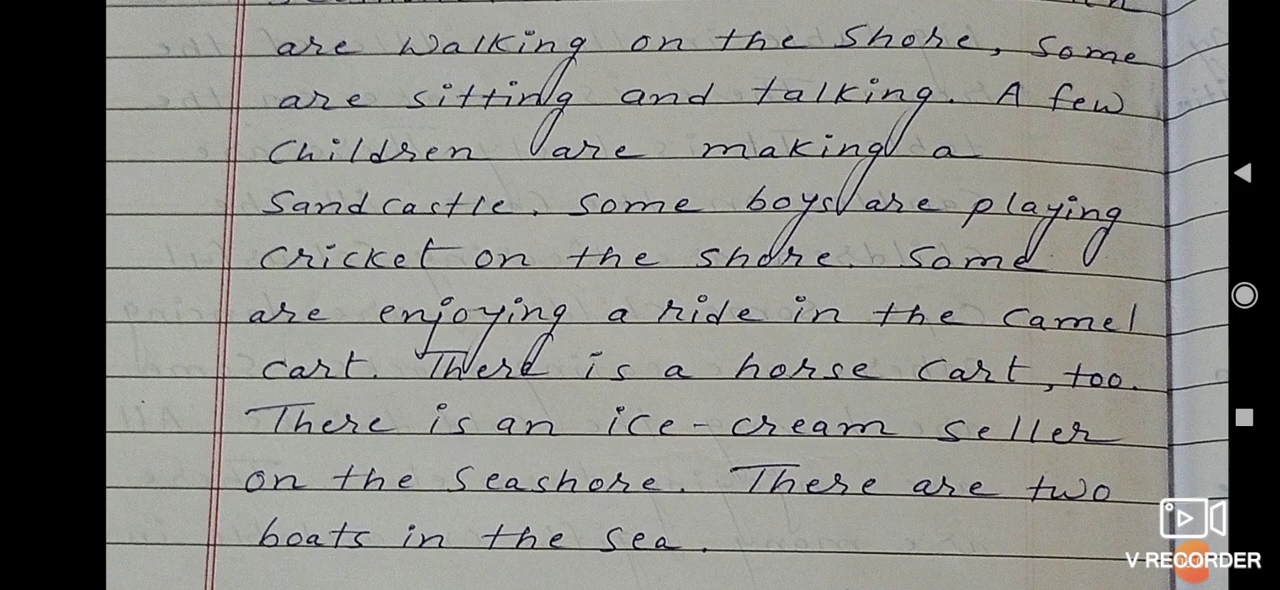 are walking on the shore, some
are sitting and talking. A few
Children are making a
Sand castle. Some boys are playing
cricket on the shore. Some
are enjoying a ride in the camel
cart. There is a horse cart, too.
There is an ice-cream seller
on the seashore. There are two
boats in the sea.
V RECORDER